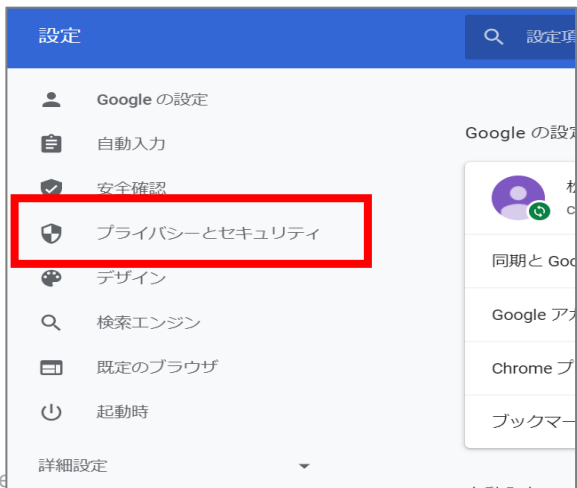 設定
設定項
Google の設定
自動入力
安全確認
プライバシーとセキュリティ
デザイン
検索エンジン
既定のブラウザ
起動時
詳細設定
Google の設定
同期と Goo
Google アカ
Chrome プ
ブックマー